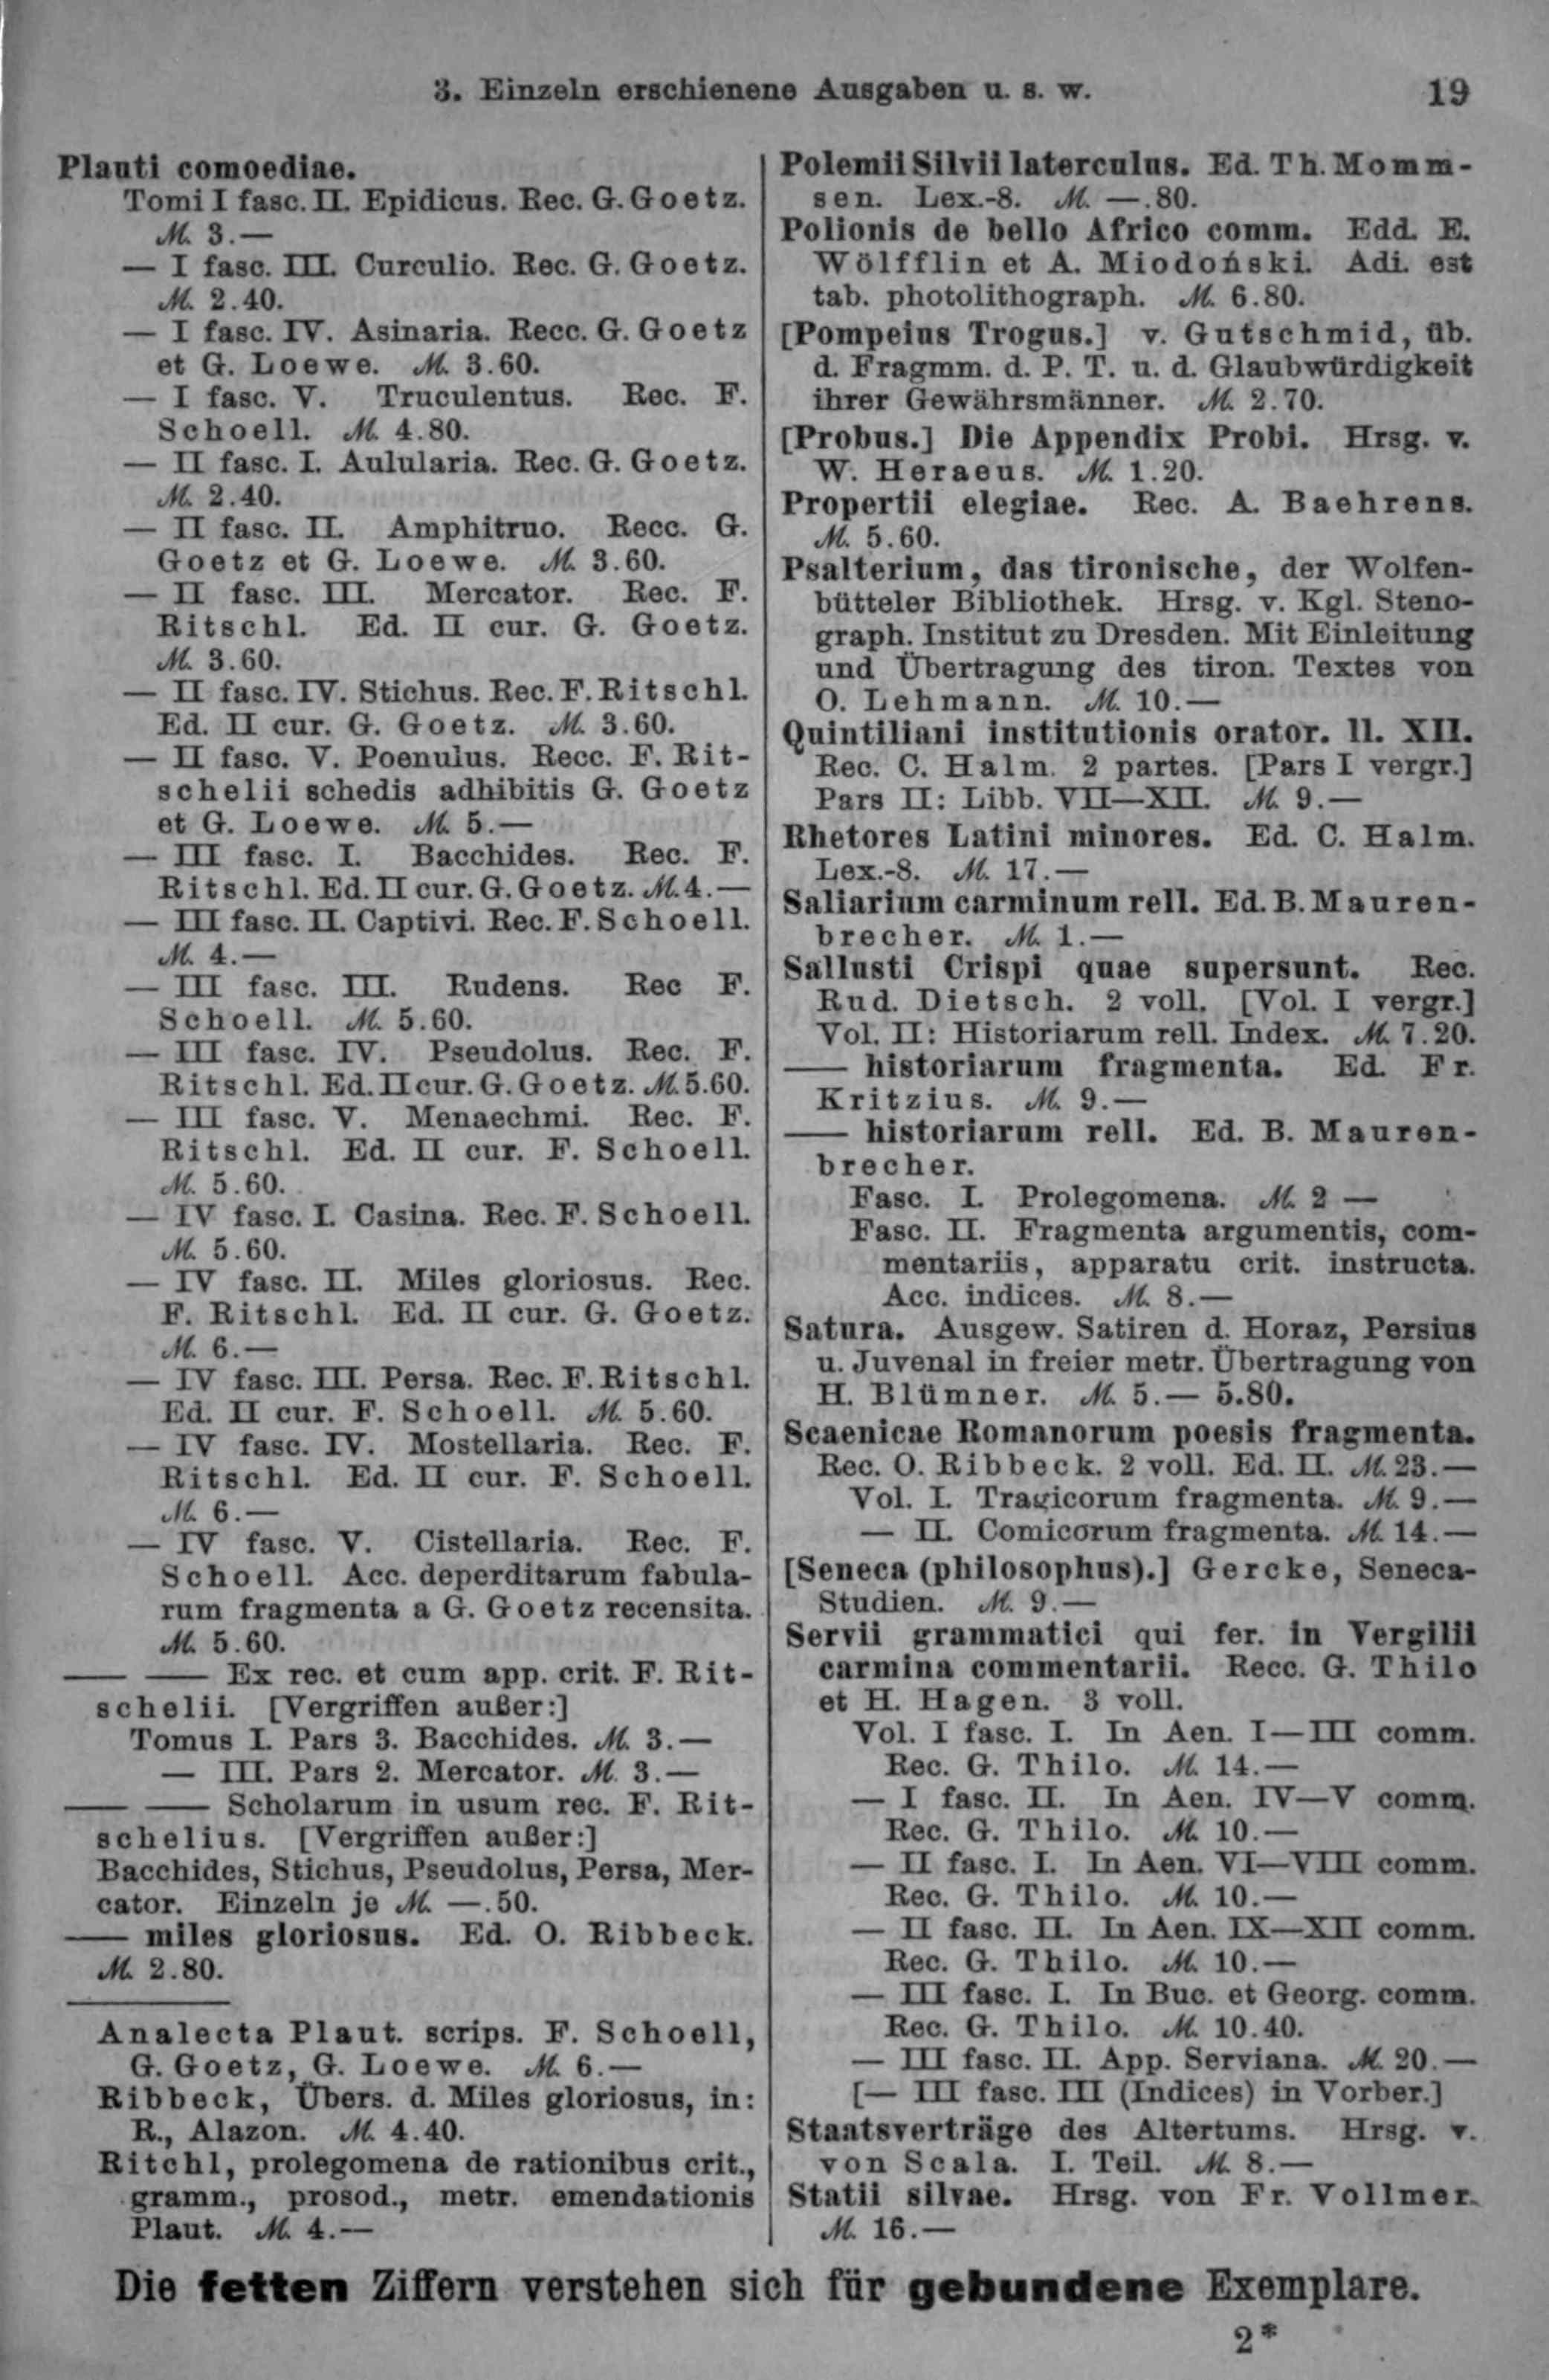 3. Einzeln erschienene Ausgaben u. s. w. 19
Plauti comoediae.
Tomi I fasc. II. Epidicus. Rec. G. Goetz.
ℳ 3.—
— I fasc. III. Curculio. Rec. G. Goetz.
ℳ 2.40.
— I fasc. IV. Asinaria. Recc. G. Goetz
et G. Loewe. ℳ 3.60.
— I fasc. V. Truculentus. Rec. F.
Schoell. ℳ 4.80.
— II fasc. I. Aulularia. Rec. G. Goetz.
ℳ 2.40.
— II fasc. II. Amphitruo. Recc. G.
Goetz et G. Loewe. ℳ 3.60.
— II fasc. III. Mercator. Rec. F.
Ritschl. Ed. II cur. G. Goetz.
ℳ 3.60.
— II fasc. IV. Stichus. Rec. F. Ritschl.
Ed. II cur. G. Goetz. ℳ 3.60.
— II fasc. V. Poenulus. Recc. F. Rit-
schelii schedis adhibitis G. Goetz
et G. Loewe. ℳ 5.—
— III fasc. I. Bacchides. Rec. F.
Ritschl. Ed. II cur. G. Goetz. ℳ 4.—
— III fasc. II. Captivi. Rec. F. Schoell.
ℳ 4.—
— III fasc. III. Rudens. Rec F.
Schoell. ℳ 5.60.
— III fasc. IV. Pseudolus. Rec. F.
Ritschl. Ed. II cur. G. Goetz. ℳ 5.60.
— III fasc. V. Menaechmi. Rec. F.
Ritschl. Ed. II cur. F. Schoell.
ℳ 5.60.
— IV fasc. I. Casina. Rec. F. Schoell.
ℳ 5.60.
— IV fasc. II. Miles gloriosus. Rec.
F. Ritschl. Ed. II cur. G. Goetz.
ℳ 6.—
— IV fasc. III. Persa. Rec. F. Ritschl.
Ed. II cur. F. Schoell. ℳ 5.60.
— IV fasc. IV. Mostellaria. Rec. F.
Ritschl. Ed. II cur. F. Schoell.
ℳ 6.—
— IV fasc. V. Cistellaria. Rec. F.
Schoell. Acc. deperditarum fabula-
rum fragmenta a G. Goetz recensita.
ℳ 5.60.
—— —— Ex rec. et cum app. crit. F. Rit-
schelii. [Vergriffen außer:]
Tomus I. Pars 3. Bacchides. ℳ 3.—
— III. Pars 2. Mercator. ℳ 3.—
—— —— Scholarum in usum rec. F. Rit-
schelius. [Vergriffen außer:]
Bacchides, Stichus, Pseudolus, Persa, Mer-
cator. Einzeln je ℳ —.50.
—— miles gloriosus. Ed. O. Ribbeck.
ℳ 2.80.
Analecta Plaut. scrips. F. Schoell,
G. Goetz, G. Loewe. ℳ 6.—
Ribbeck, Übers. d. Miles gloriosus, in:
R., Alazon. ℳ 4.40.
Ritchl, prolegomena de rationibus crit.,
gramm., prosod., metr. emendationis
Plaut. ℳ 4.—
Polemii Silvii laterculus. Ed. Th. Momm-
sen. Lex.-8. ℳ —.80.
Polionis de bello Africo comm. Edd. E.
Wölfflin et A. Miodoński. Adi. est
tab. photolithograph. ℳ 6.80.
[Pompeius Trogus.] v. Gutschmid, üb.
d. Fragmm. d. P. T. u. d. Glaubwürdigkeit
ihrer Gewährsmänner. ℳ 2.70.
[Probus.] Die Appendix Probi. Hrsg. v.
W. Heraeus. ℳ 1.20.
Propertii elegiae. Rec. A. Baehrens.
ℳ 5.60.
Psalterium, das tironische, der Wolfen-
bütteler Bibliothek. Hrsg. v. Kgl. Steno-
graph. Institut zu Dresden. Mit Einleitung
und Übertragung des tiron. Textes von
O. Lehmann. ℳ 10.—
Quintiliani institutionis orator. ll. XII.
Rec. C. Halm. 2 partes. [Pars I vergr.]
Pars II: Libb. VII—XII. ℳ 9.—
Rhetores Latini minores. Ed. C. Halm.
Lex.-8. ℳ 17.—
Saliarium carminum rell. Ed. B. Mauren-
brecher. ℳ 1.—
Sallusti Crispi quae supersunt. Rec.
Rud. Dietsch. 2 voll. [Vol. I vergr.]
Vol. II: Historiarum rell. Index. ℳ 7.20.
—— historiarum fragmenta. Ed. Fr.
Kritzius. ℳ 9.—
—— historiarum rell. Ed. B. Mauren-
brecher.
Fasc. I. Prolegomena. ℳ 2 —
Fasc. II. Fragmenta argumentis, com-
mentariis, apparatu crit. instructa.
Acc. indices. ℳ 8.—
Satura. Ausgew. Satiren d. Horaz, Persius
u. Juvenal in freier metr. Übertragung von
H. Blümner. ℳ 5.— 5.80.
Scaenicae Romanorum poesis fragmenta.
Rec. O. Ribbeck. 2 voll. Ed. II. ℳ 23.—
Vol. I. Tragicorum fragmenta. ℳ 9.—
— II. Comicorum fragmenta. ℳ 14.—
[Seneca (philosophus).] Gercke, Seneca-
Studien. ℳ 9.—
Servii grammatici qui fer. in Vergilii
carmina commentarii. Recc. G. Thilo
et H. Hagen. 3 voll.
Vol. I fasc. I. In Aen. I—III comm.
Rec. G. Thilo. ℳ 14.—
— I fasc. II. In Aen. IV—V comm.
Rec. G. Thilo. ℳ 10.—
— II fasc. I. In Aen. VI—VIII comm.
Rec. G. Thilo. ℳ 10.—
— II fasc. II. In Aen. IX—XII comm.
Rec. G. Thilo. ℳ 10.—
— III fasc. I. In Buc. et Georg. comm.
Rec. G. Thilo. ℳ 10.40.
— III fasc. II. App. Serviana. ℳ 20.—
[— III fasc. III (Indices) in Vorber.]
Staatsverträge des Altertums. Hrsg. v.
von Scala. I. Teil. ℳ 8.—
Statii silvae. Hrsg. von Fr. Vollmer.
ℳ 16.—
Die fetten Ziffern verstehen sich für gebundene Exemplare.
2*